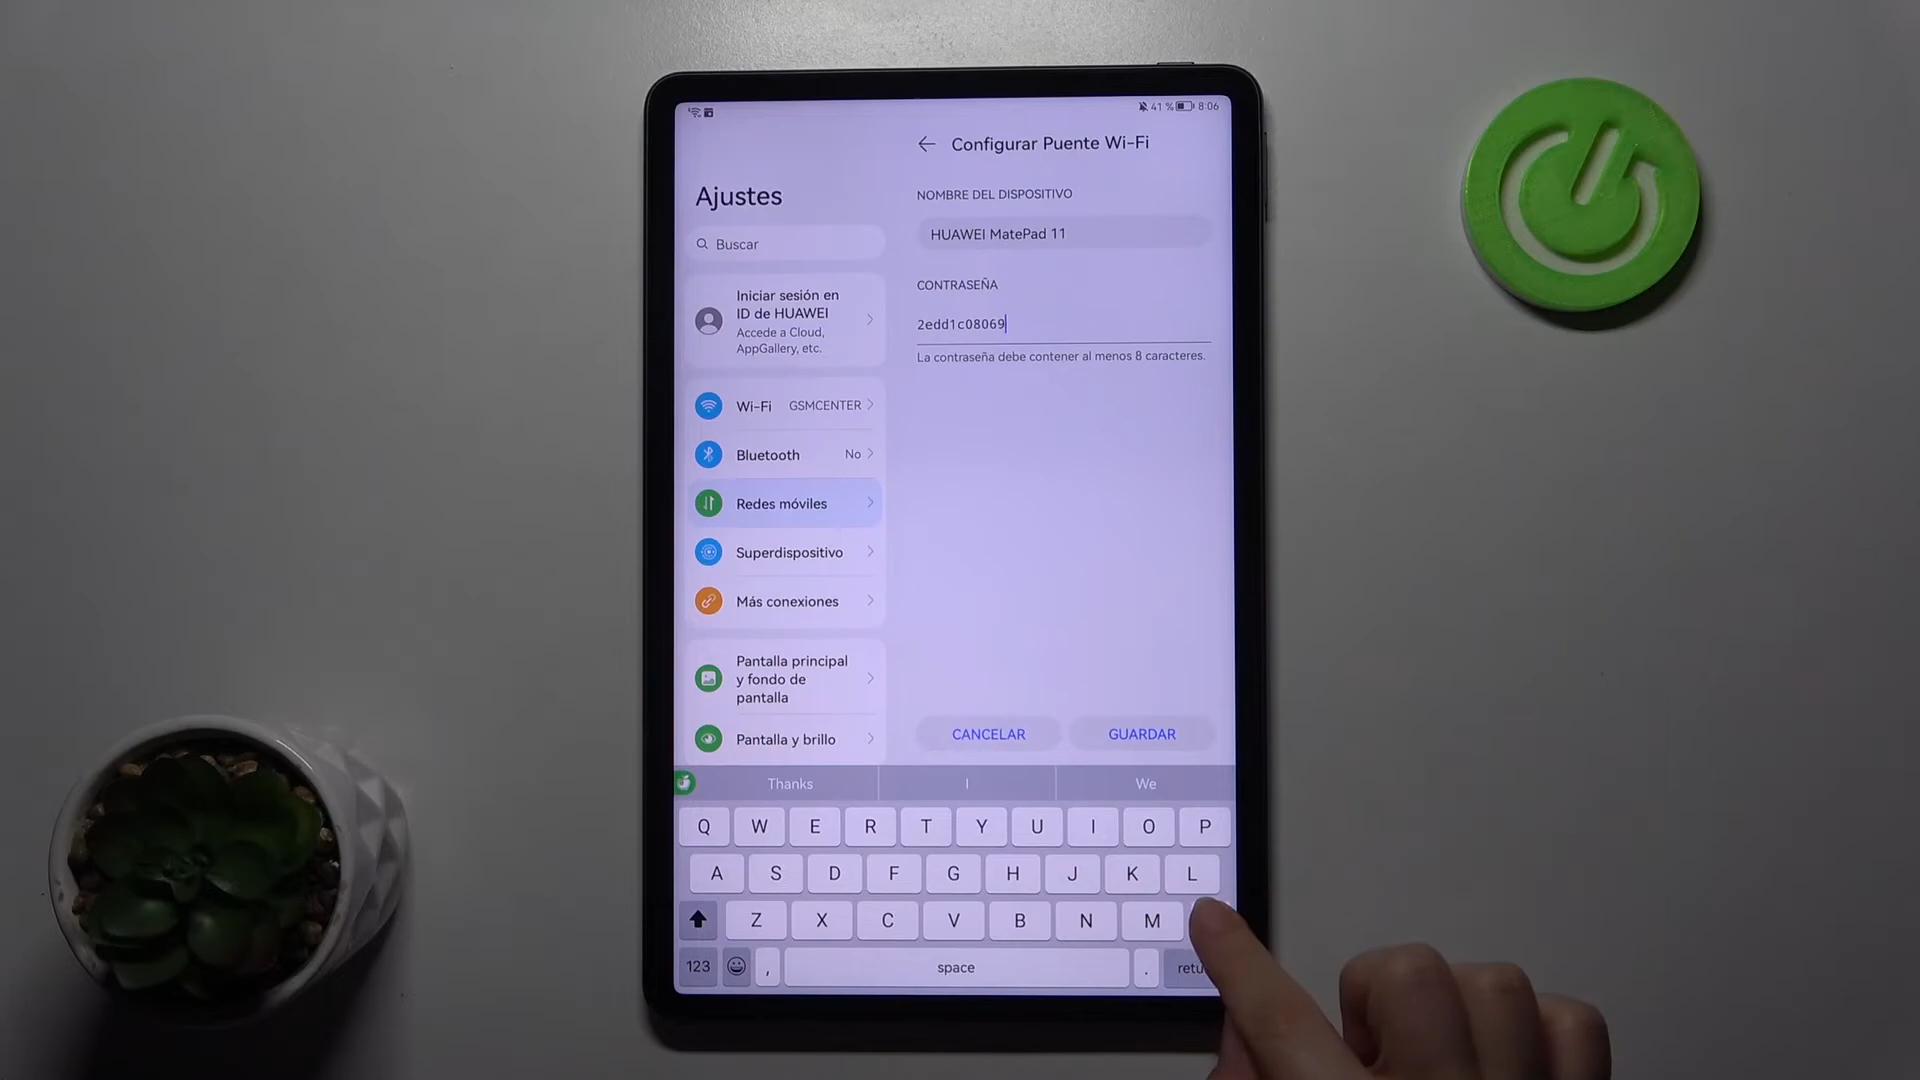 41 % 8:06
Configurar Puente Wi-Fi
NOMBRE DEL DISPOSITIVO
HUAWEI MatePad 11
CONTRASEÑA
2edd1c08069
La contraseña debe contener al menos 8 caracteres.
Ajustes
Buscar
Iniciar sesión en
ID de HUAWEI
Accede a Cloud,
AppGallery, etc.
Wi-Fi GSMCENTER
Bluetooth No
Redes móviles
Superdispositivo
Más conexiones
Pantalla principal
y fondo de
pantalla
Pantalla y brillo
CANCELAR GUARDAR
Thanks I We
Q W E R T Y U I O P
A S D F G H J K L
Z X C V B N M
123 , space .